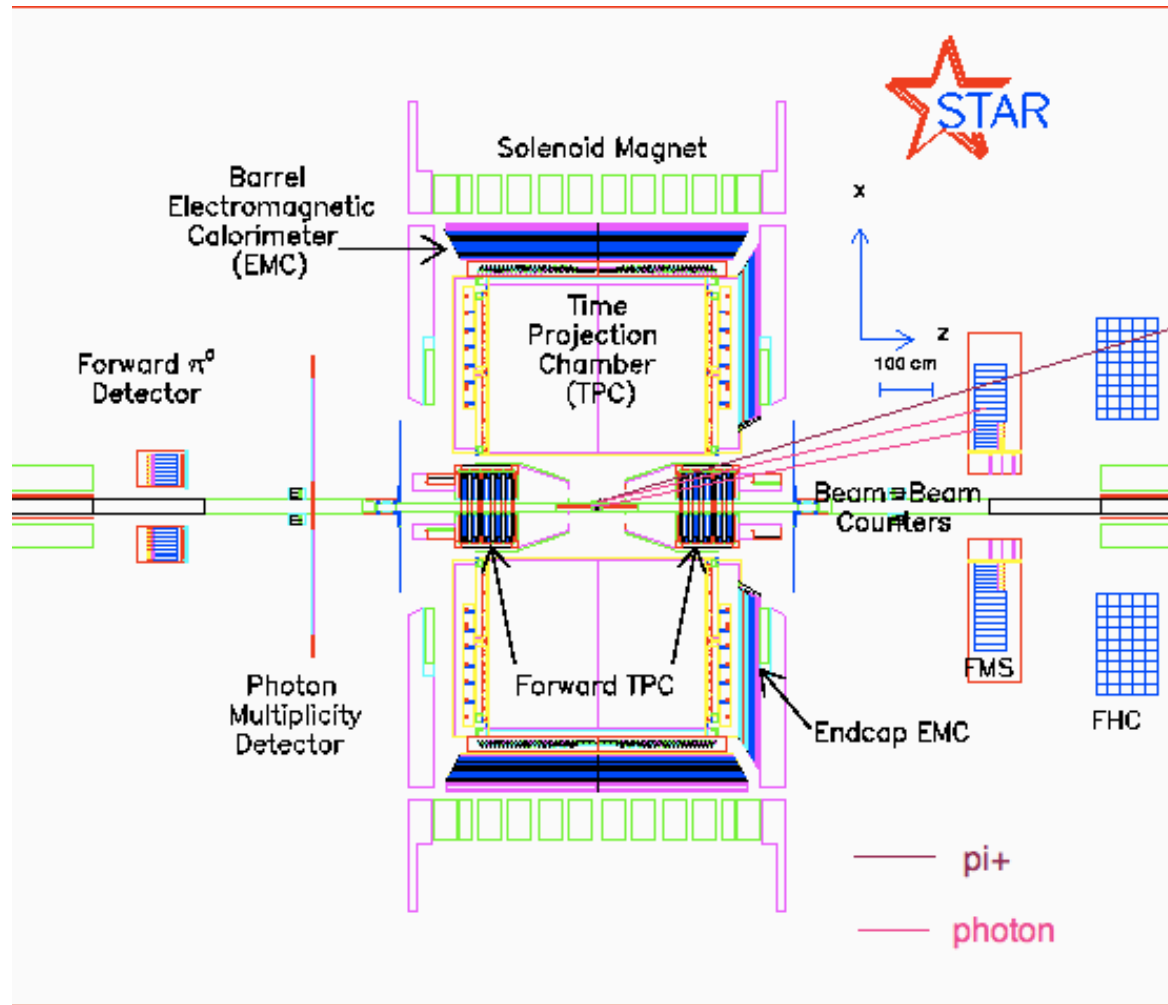 STAR
Solenoid Magnet
Barrel
Electromagnetic
Calorimeter
(EMC)
x
z
100 cm
Time
Projection
Chamber
(TPC)
Forward π⁰
Detector
Beam-Beam
Counters
Photon
Multiplicity
Detector
Forward TPC
Endcap EMC
FMS
FHC
pi+
photon